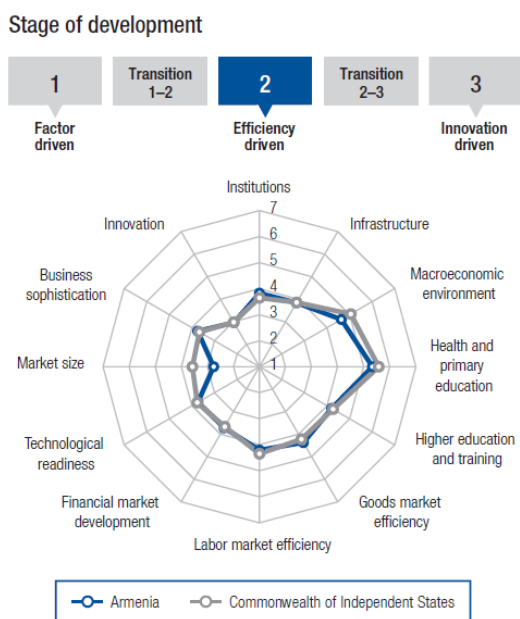 Stage of development
1
Transition
1–2
2
Transition
2–3
3
Factor
driven
Efficiency
driven
Innovation
driven
Institutions
Infrastructure
Macroeconomic
environment
Health and
primary
education
Higher education
and training
Goods market
efficiency
Labor market efficiency
Financial market
development
Technological
readiness
Market size
Business
sophistication
Innovation
7
6
5
4
3
2
1
Armenia
Commonwealth of Independent States